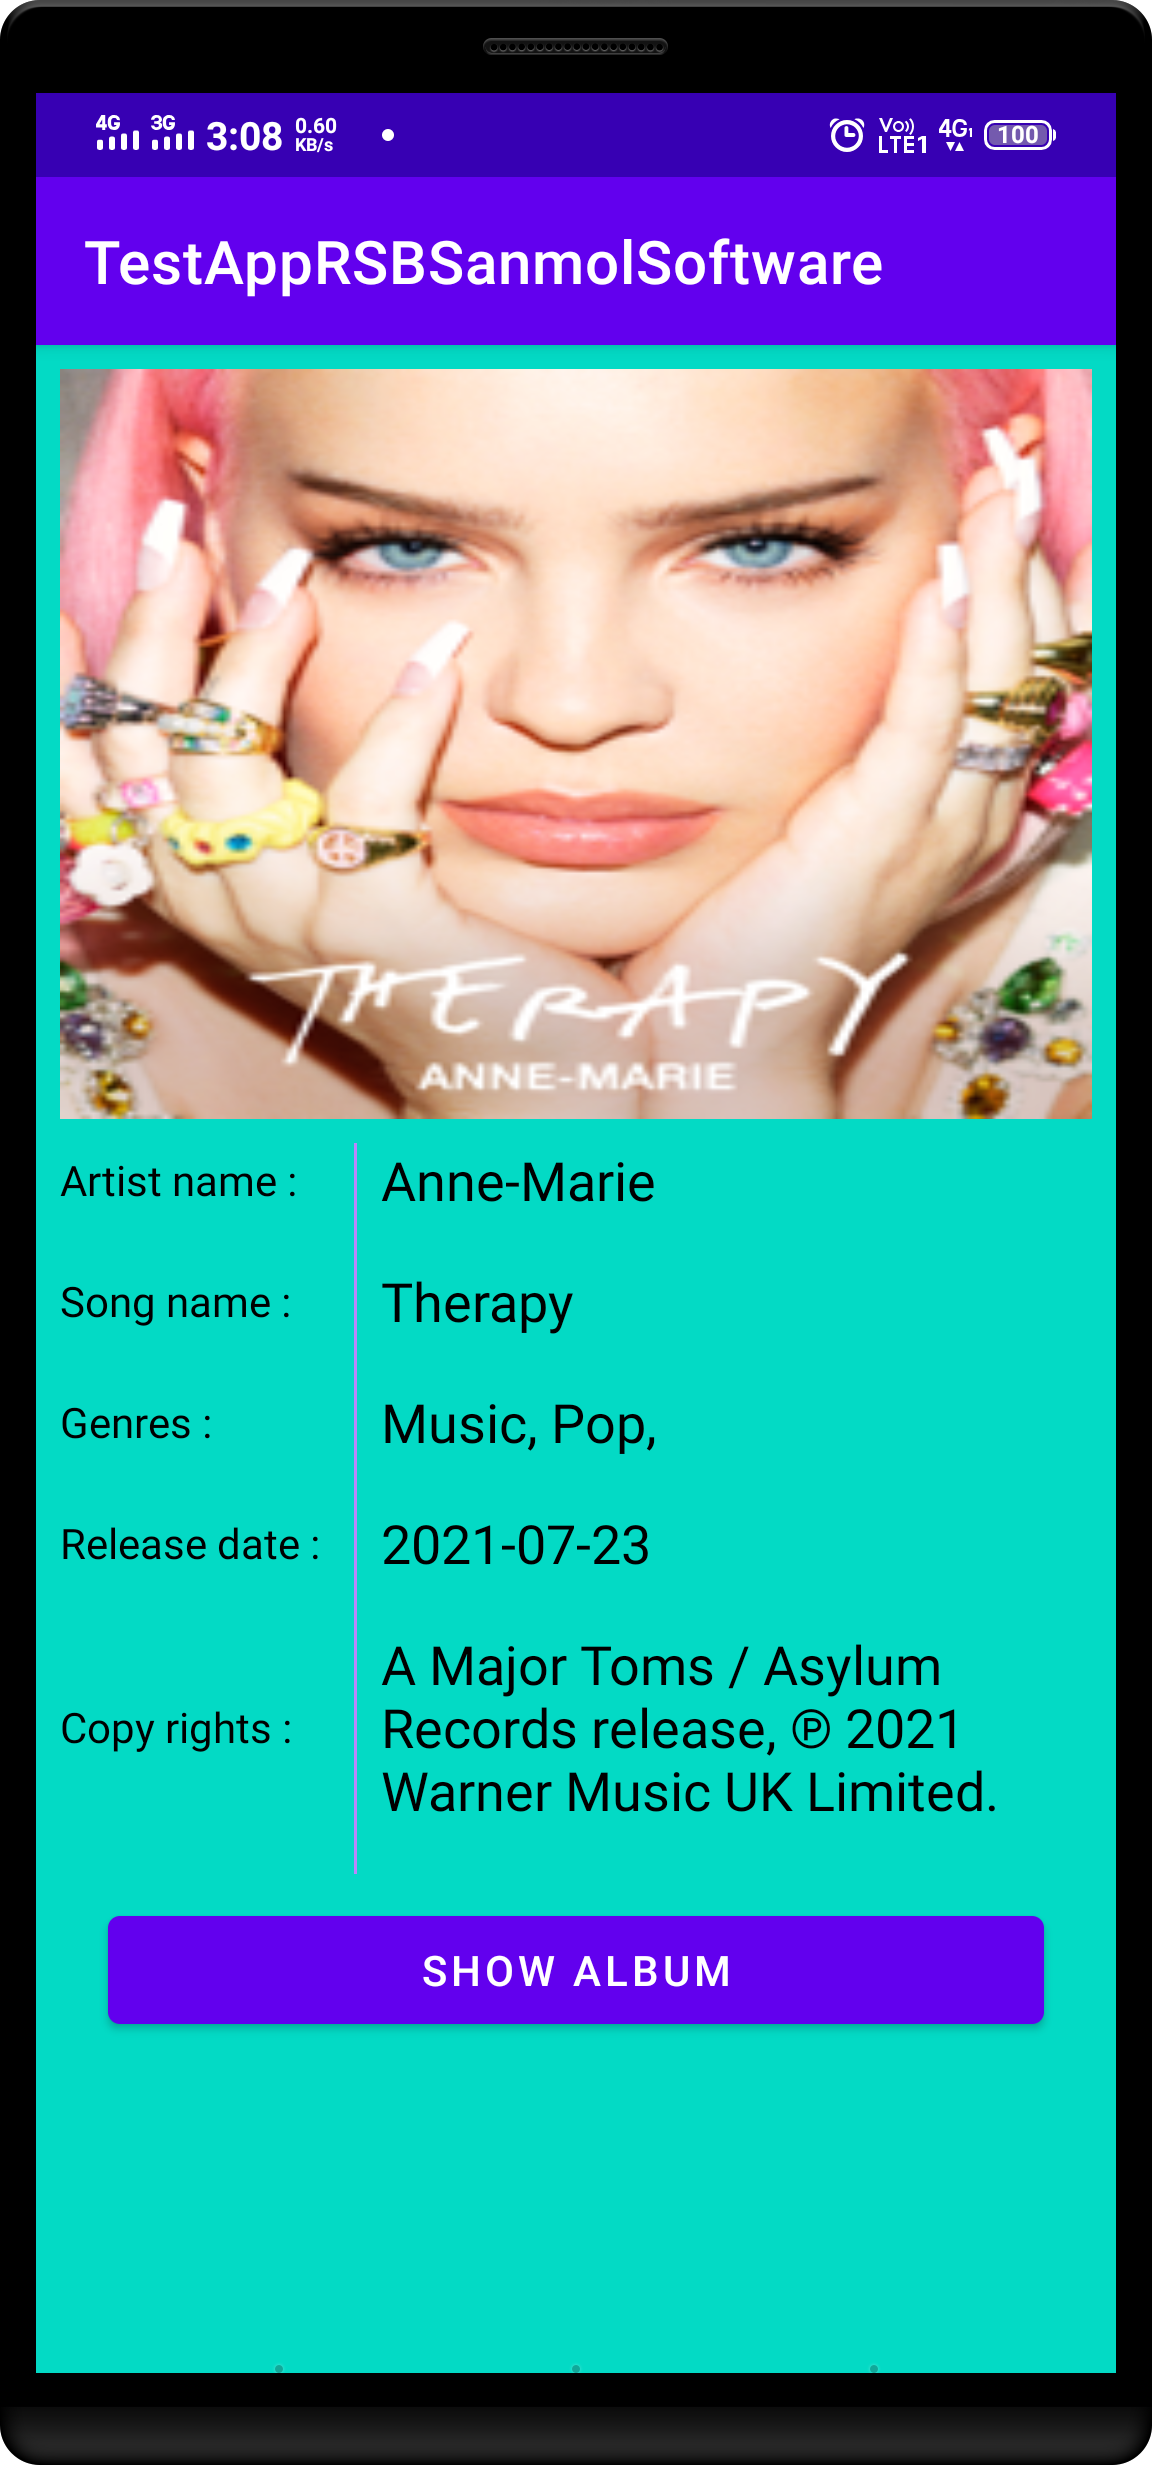 4G 3G 3:08 0.60 KB/s Vo)) LTE1 4G1 100
TestAppRSBSanmolSoftware
THERAPY
ANNE-MARIE
Artist name : Anne-Marie
Song name : Therapy
Genres : Music, Pop,
Release date : 2021-07-23
Copy rights : A Major Toms / Asylum
Records release, ℗ 2021
Warner Music UK Limited.
SHOW ALBUM